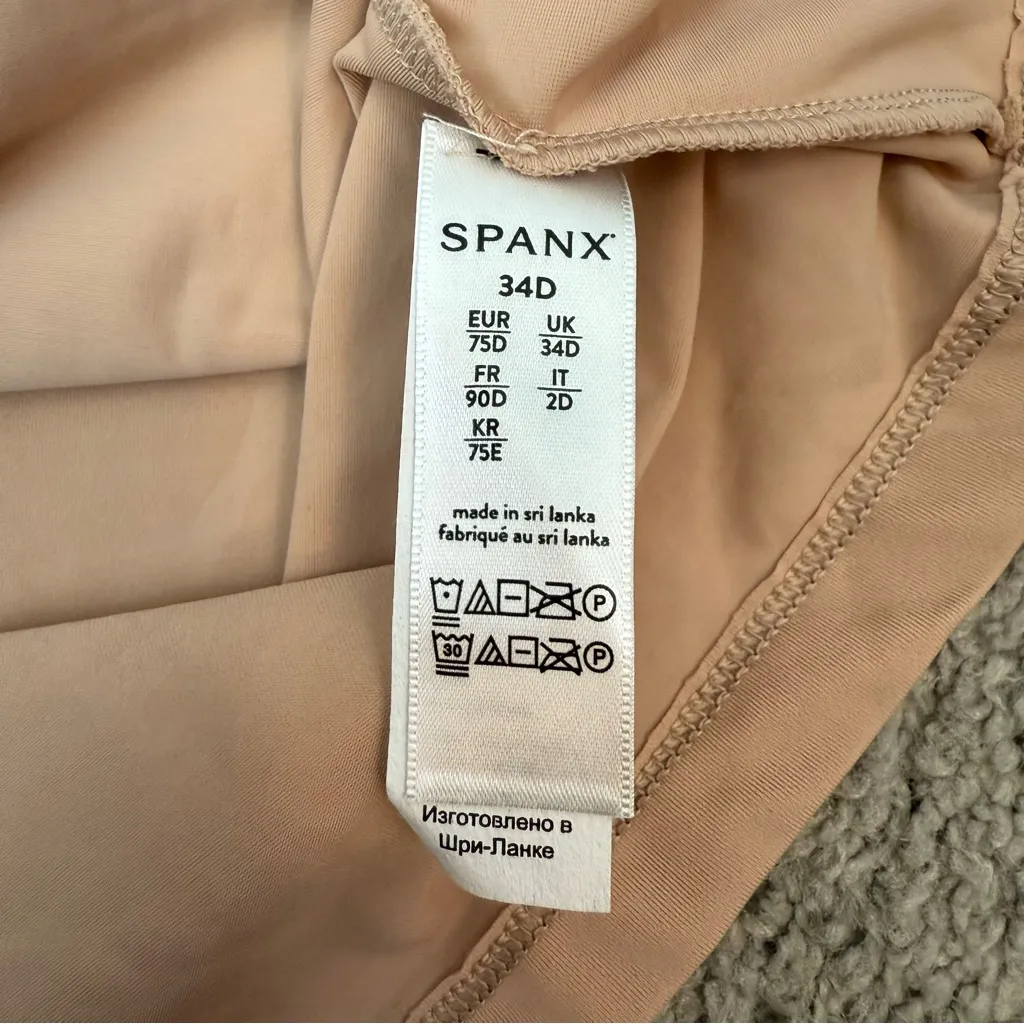 SPANX
34D
EUR UK
75D 34D
FR IT
90D 2D
KR
75E
made in sri lanka
fabriqué au sri lanka
P
30 P
Изготовлено в
Шри-Ланке